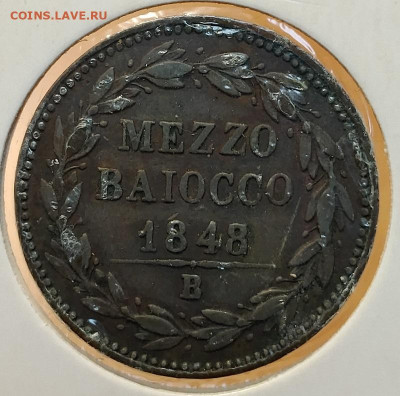 COINS.LAVE.RU
MEZZO
BAIOCCO
1848
B